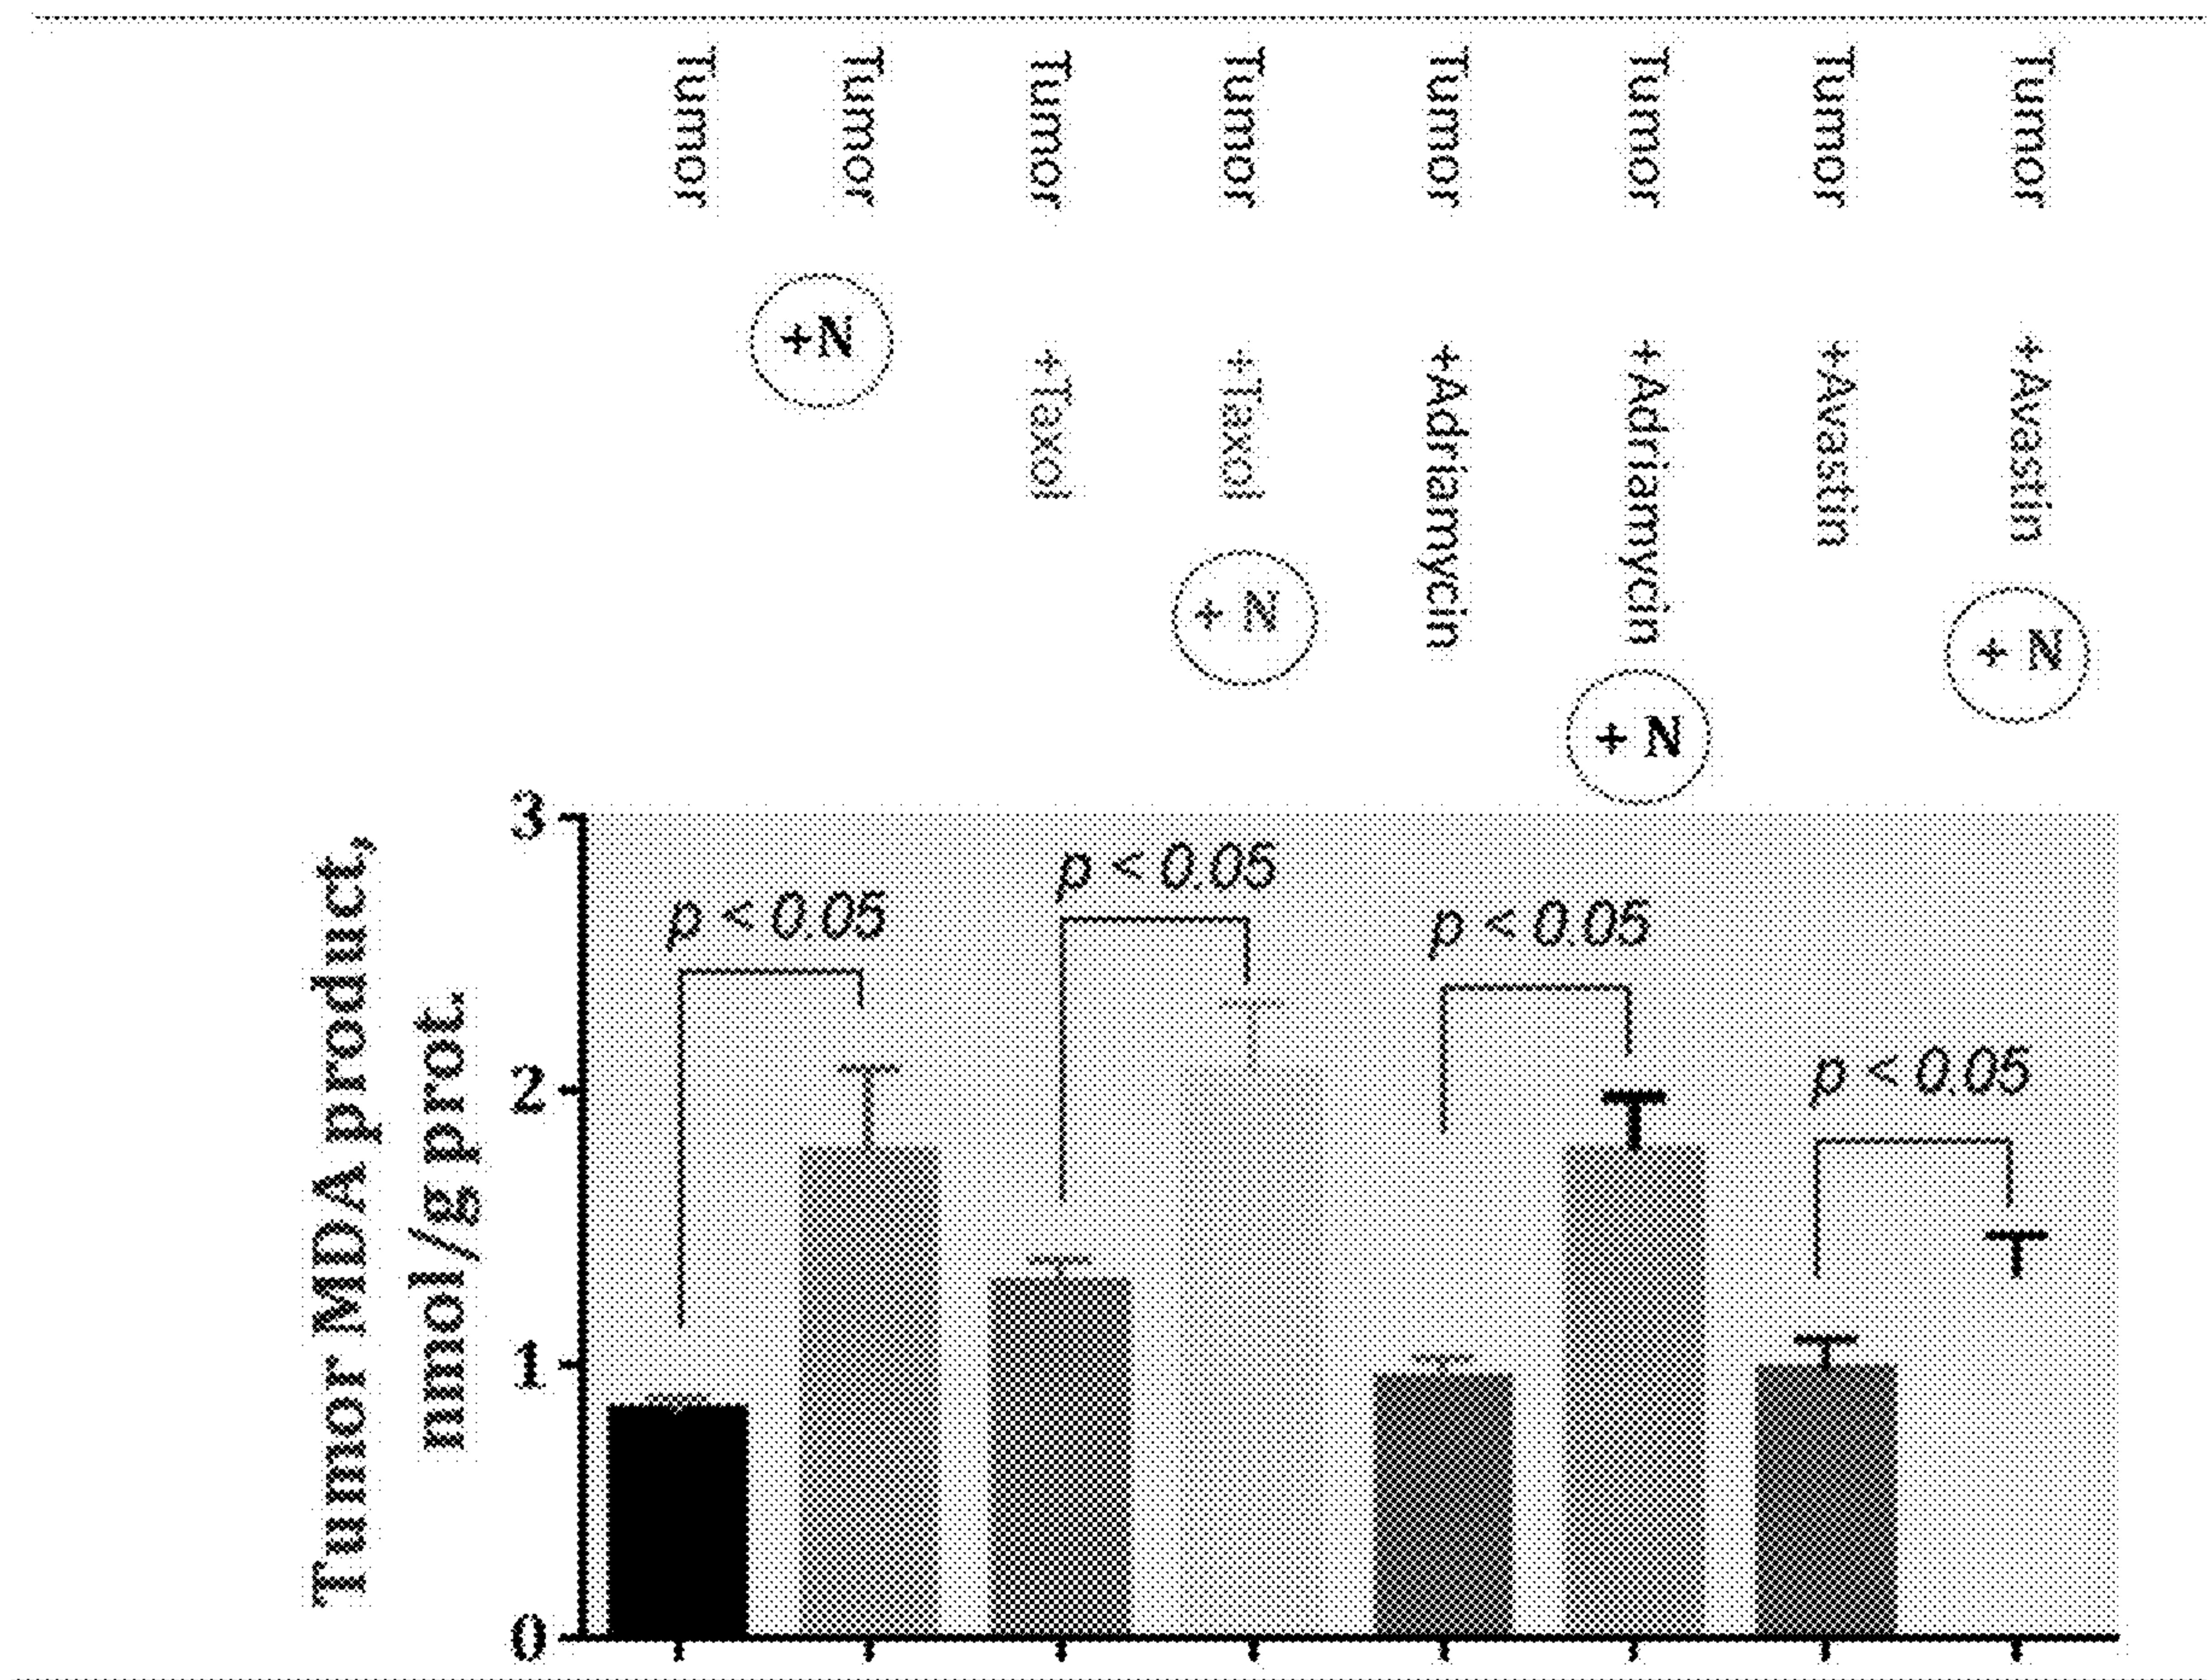 Tumor
Tumor
Tumor
Tumor
Tumor
Tumor
Tumor
Tumor
+N
+Taxol
+Taxol
+Adriamycin
+Adriamycin
+Avastin
+Avastin
+ N
+ N
+ N
Tumor MDA product,
nmol/g prot.
3
2
1
0
p < 0.05
p < 0.05
p < 0.05
p < 0.05